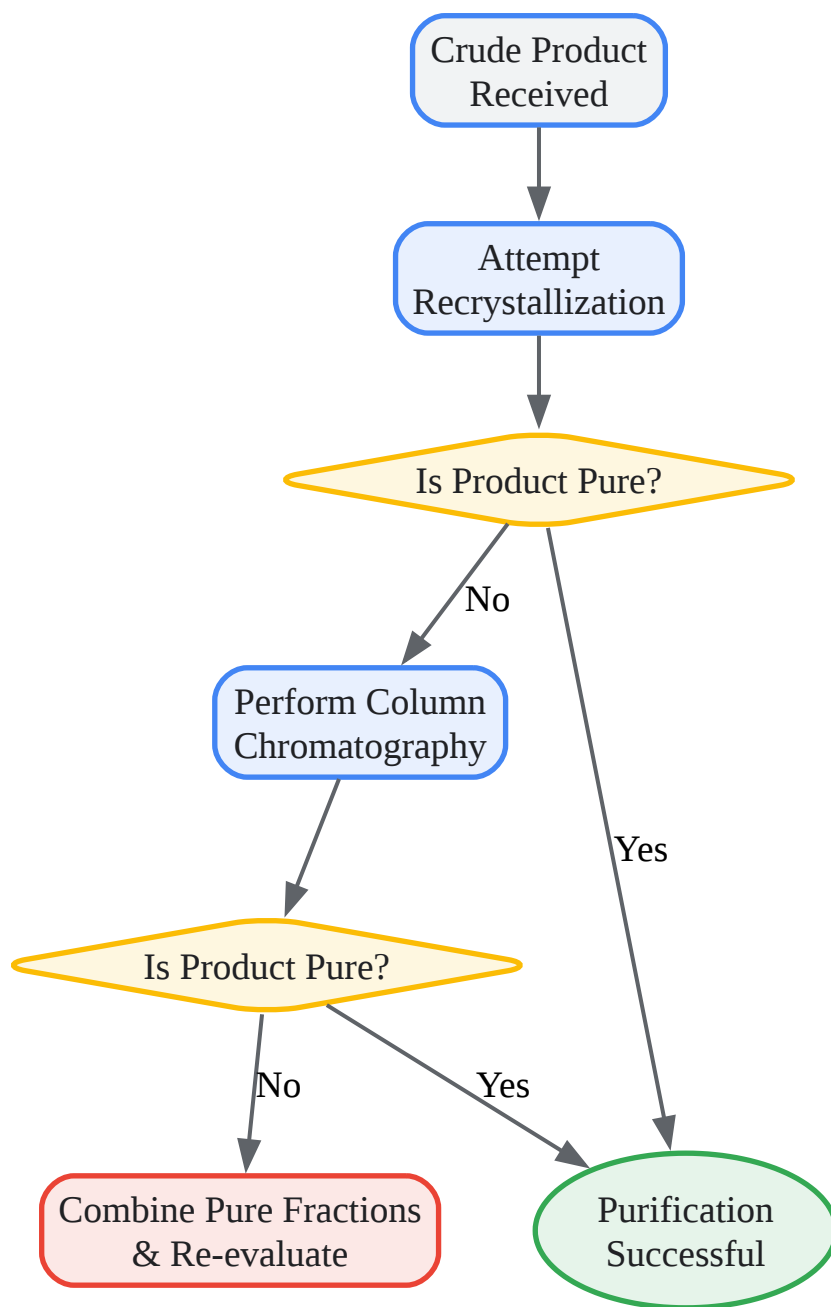 Crude Product
Received
Attempt
Recrystallization
Is Product Pure?
No
Perform Column
Chromatography
Yes
Is Product Pure?
No
Yes
Combine Pure Fractions
& Re-evaluate
Purification
Successful